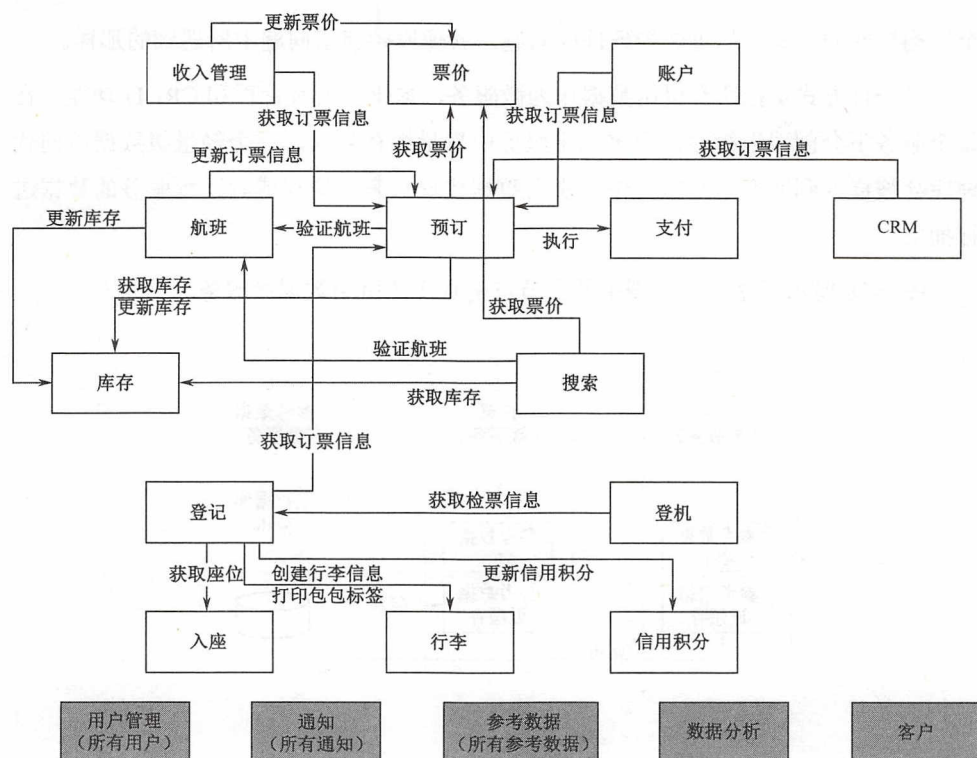 更新票价
收入管理
票价
账户
获取订票信息
获取订票信息
更新订票信息
获取票价
获取订票信息
更新库存
航班
验证航班
预订
执行
支付
CRM
获取库存
更新库存
获取票价
验证航班
库存
搜索
获取库存
获取订票信息
登记
获取检票信息
登机
获取座位
创建行李信息
打印包包标签
更新信用积分
入座
行李
信用积分
用户管理
（所有用户）
通知
（所有通知）
参考数据
（所有参考数据）
数据分析
客户